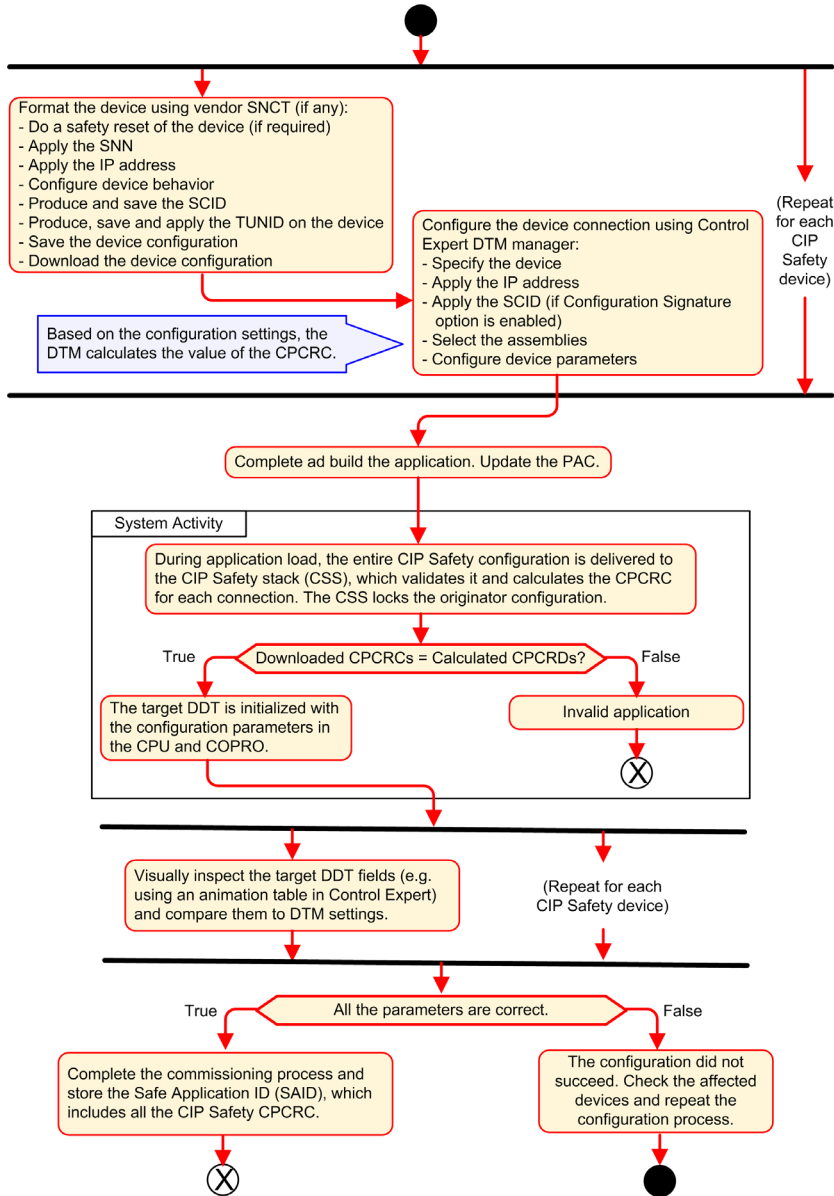 Format the device using vendor SNCT (if any):
- Do a safety reset of the device (if required)
- Apply the SNN
- Apply the IP address
- Configure device behavior
- Produce and save the SCID
- Produce, save and apply the TUNID on the device
- Save the device configuration
- Download the device configuration
Configure the device connection using Control
Expert DTM manager:
- Specify the device
- Apply the IP address
- Apply the SCID (if Configuration Signature
option is enabled)
- Select the assemblies
- Configure device parameters
(Repeat
for each
CIP
Safety
device)
Based on the configuration settings, the
DTM calculates the value of the CPCRC.
Complete ad build the application. Update the PAC.
System Activity
During application load, the entire CIP Safety configuration is delivered to
the CIP Safety stack (CSS), which validates it and calculates the CPCRC
for each connection. The CSS locks the originator configuration.
True
Downloaded CPCRCs = Calculated CPCRDs?
False
The target DDT is initialized with
the configuration parameters in
the CPU and COPRO.
Invalid application
X
Visually inspect the target DDT fields (e.g.
using an animation table in Control Expert)
and compare them to DTM settings.
(Repeat for each
CIP Safety device)
True
All the parameters are correct.
False
Complete the commissioning process and
store the Safe Application ID (SAID), which
includes all the CIP Safety CPCRC.
The configuration did not
succeed. Check the affected
devices and repeat the
configuration process.
X